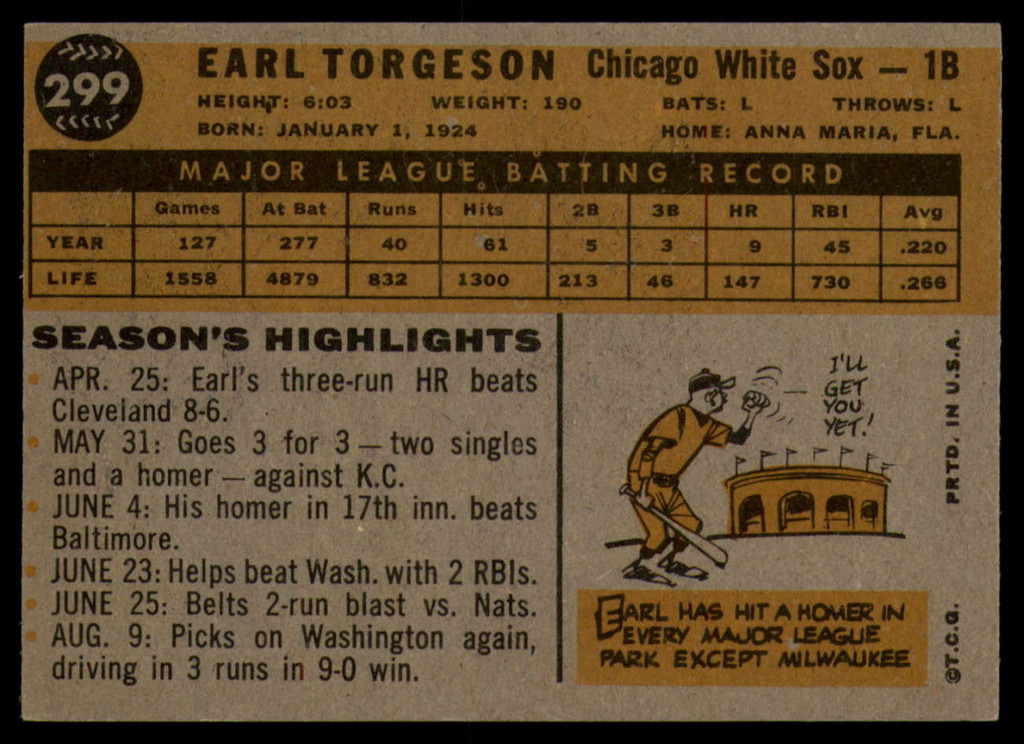 299
EARL TORGESON Chicago White Sox — 1B
HEIGHT: 6:03 WEIGHT: 190 BATS: L THROWS: L
BORN: JANUARY 1, 1924 HOME: ANNA MARIA, FLA.
MAJOR LEAGUE BATTING RECORD
Games At Bat Runs Hits 2B 3B HR RBI Avg
YEAR 127 277 40 61 5 3 9 45 .220
LIFE 1558 4879 832 1300 213 46 147 730 .266
SEASON'S HIGHLIGHTS
• APR. 25: Earl's three-run HR beats
Cleveland 8-6.
• MAY 31: Goes 3 for 3 — two singles
and a homer — against K.C.
• JUNE 4: His homer in 17th inn. beats
Baltimore.
• JUNE 23: Helps beat Wash. with 2 RBIs.
• JUNE 25: Belts 2-run blast vs. Nats.
• AUG. 9: Picks on Washington again,
driving in 3 runs in 9-0 win.
I'LL
GET
YOU
YET!
EARL HAS HIT A HOMER IN
EVERY MAJOR LEAGUE
PARK EXCEPT MILWAUKEE
©T.C.G. PRTD. IN U.S.A.